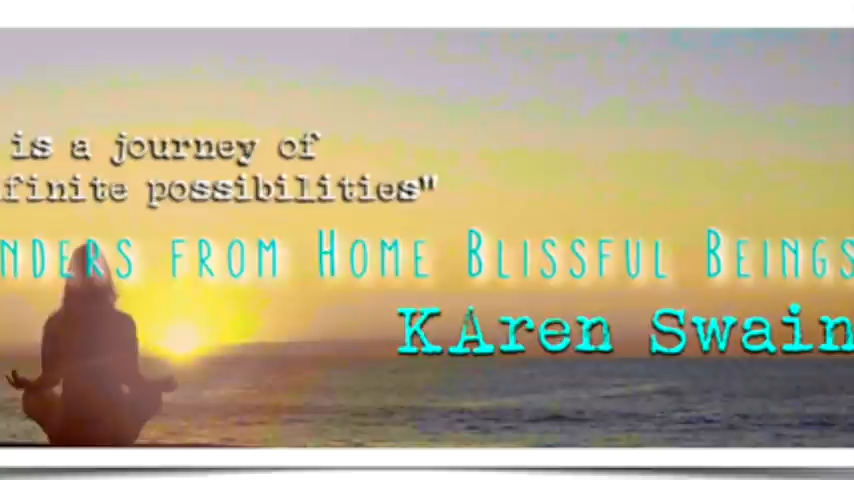 is a journey of
finite possibilities"
nders from Home Blissful Beings
KAren Swain